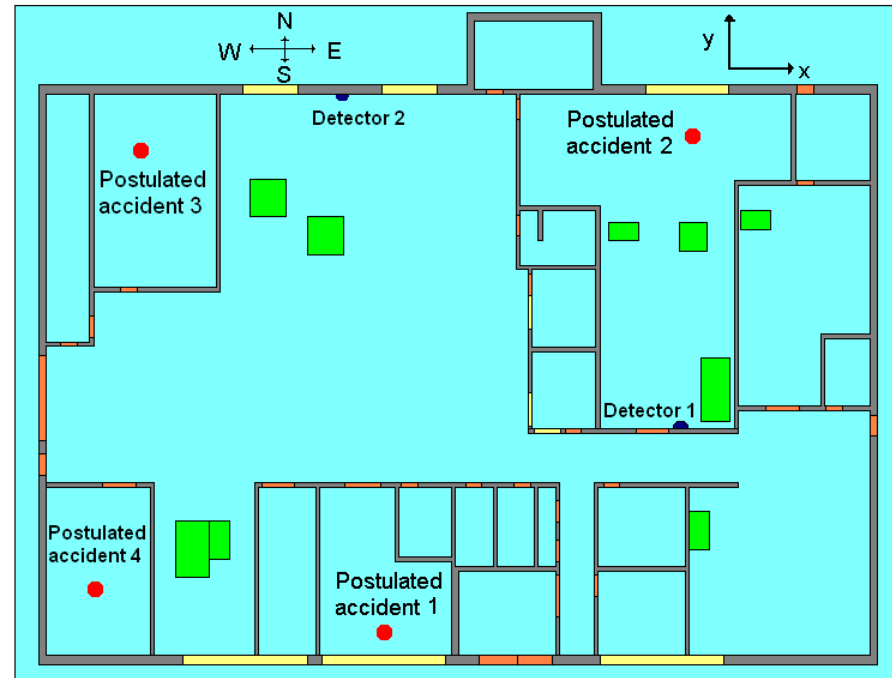 N
W E
S
y
x
Detector 2
Postulated
accident 2
Postulated
accident 3
Detector 1
Postulated
accident 4
Postulated
accident 1